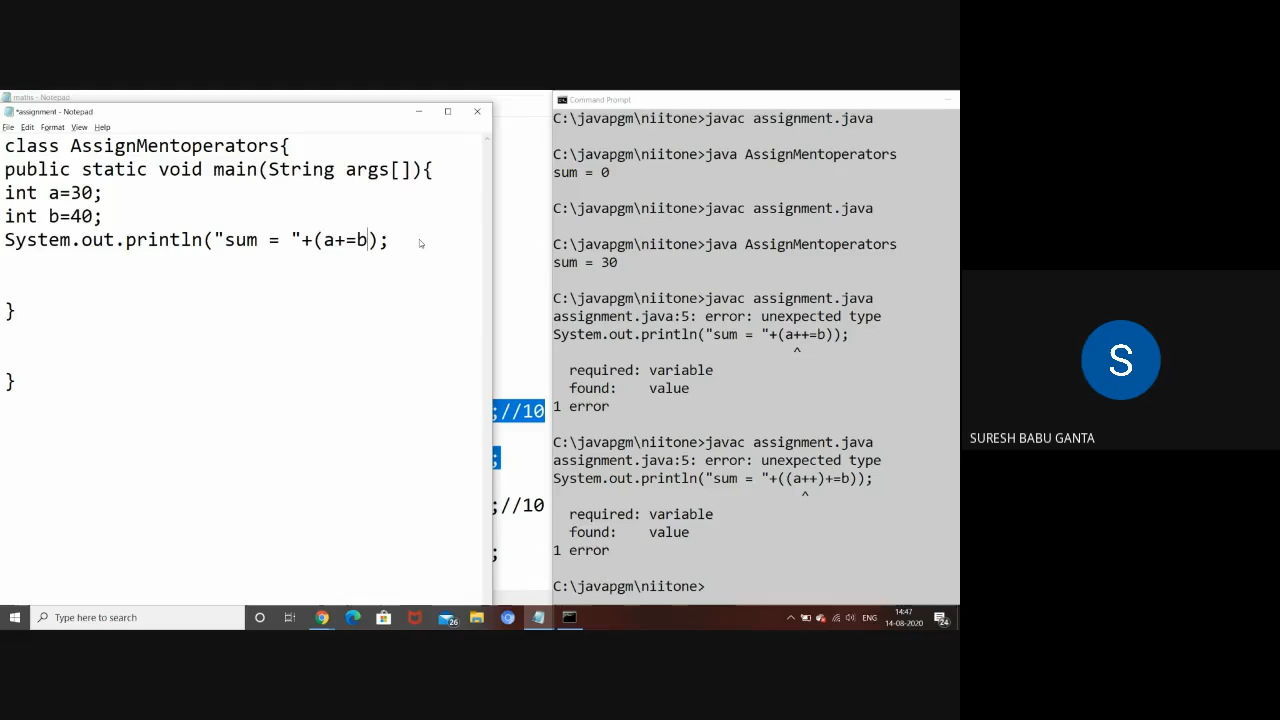 maths - Notepad
*assignment - Notepad
File Edit Format View Help
class AssignMentoperators{
public static void main(String args[]){
int a=30;
int b=40;
System.out.println("sum = "+(a+=b);
}
}
;//10
;
;//10
;
Command Prompt
C:\javapgm\niitone>javac assignment.java
C:\javapgm\niitone>java AssignMentoperators
sum = 0
C:\javapgm\niitone>javac assignment.java
C:\javapgm\niitone>java AssignMentoperators
sum = 30
C:\javapgm\niitone>javac assignment.java
assignment.java:5: error: unexpected type
System.out.println("sum = "+(a++=b));
^
required: variable
found: value
1 error
C:\javapgm\niitone>javac assignment.java
assignment.java:5: error: unexpected type
System.out.println("sum = "+((a++)+=b));
^
required: variable
found: value
1 error
C:\javapgm\niitone>
S
SURESH BABU GANTA
Type here to search
26
ENG
14:47
14-08-2020
24